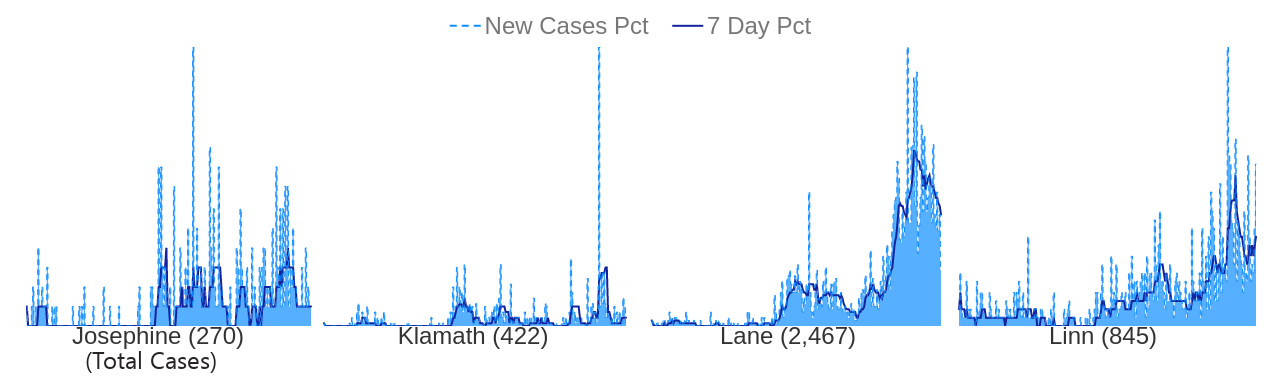 New Cases Pct 7 Day Pct
Josephine (270) Klamath (422) Lane (2,467) Linn (845)
(Total Cases)